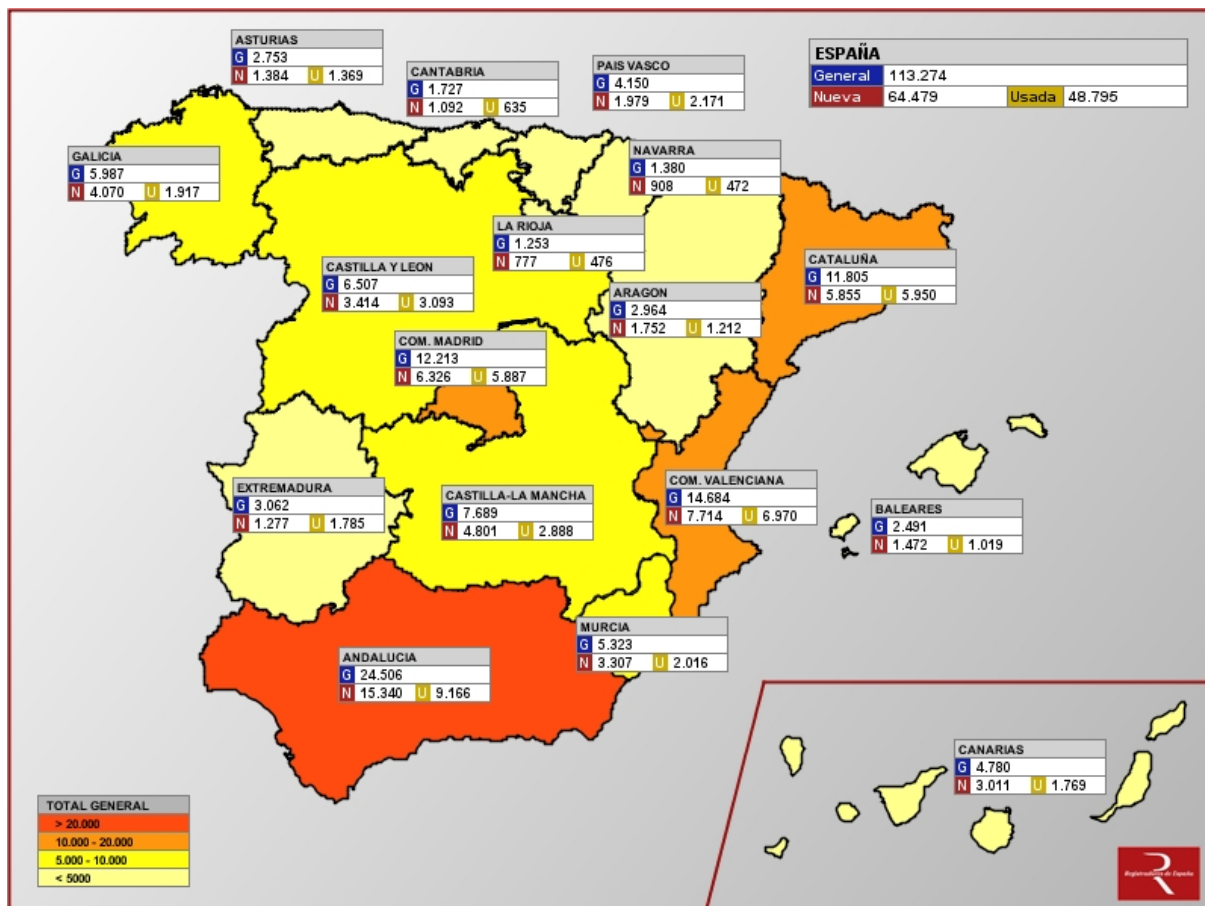 ASTURIAS
G 2.753
N 1.384 U 1.369
CANTABRIA
G 1.727
N 1.092 U 635
PAIS VASCO
G 4.150
N 1.979 U 2.171
ESPAÑA
General 113.274
Nueva 64.479 Usada 48.795
GALICIA
G 5.987
N 4.070 U 1.917
NAVARRA
G 1.380
N 908 U 472
LA RIOJA
G 1.253
N 777 U 476
CASTILLA Y LEON
G 6.507
N 3.414 U 3.093
CATALUÑA
G 11.805
N 5.855 U 5.950
ARAGON
G 2.964
N 1.752 U 1.212
COM. MADRID
G 12.213
N 6.326 U 5.887
EXTREMADURA
G 3.062
N 1.277 U 1.785
CASTILLA-LA MANCHA
G 7.689
N 4.801 U 2.888
COM. VALENCIANA
G 14.684
N 7.714 U 6.970
BALEARES
G 2.491
N 1.472 U 1.019
MURCIA
G 5.323
N 3.307 U 2.016
ANDALUCIA
G 24.506
N 15.340 U 9.166
CANARIAS
G 4.780
N 3.011 U 1.769
TOTAL GENERAL
> 20.000
10.000 - 20.000
5.000 - 10.000
< 5000
R
Registradores de España